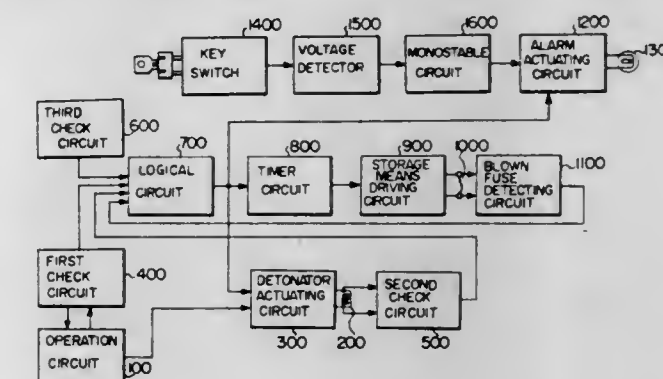 1400
1500
1600
1200
130
KEY
SWITCH
VOLTAGE
DETECTOR
MONOSTABLE
CIRCUIT
ALARM
ACTUATING
CIRCUIT
THIRD
CHECK
CIRCUIT
600
700
800
900
1000
1100
LOGICAL
CIRCUIT
TIMER
CIRCUIT
STORAGE
MEANS
DRIVING
CIRCUIT
BLOWN
FUSE
DETECTING
CIRCUIT
FIRST
CHECK
CIRCUIT
400
DETONATOR
ACTUATING
CIRCUIT
SECOND
CHECK
CIRCUIT
OPERATION
CIRCUIT
100
300
200
500